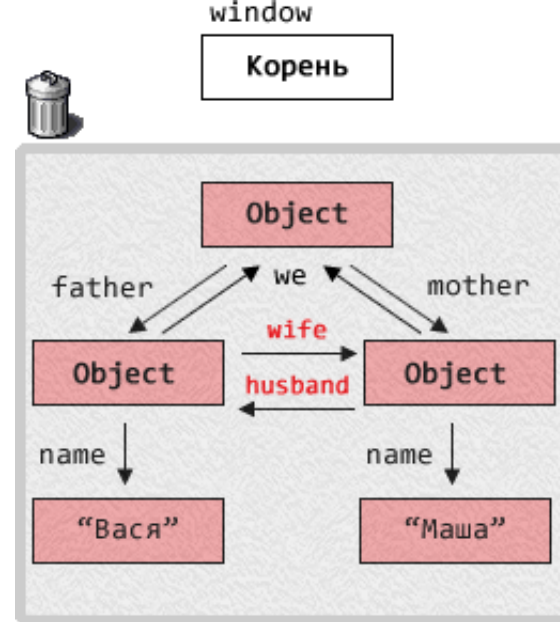 window
Корень
Object
father we mother
wife
Object Object
husband
name name
“Вася” “Маша”